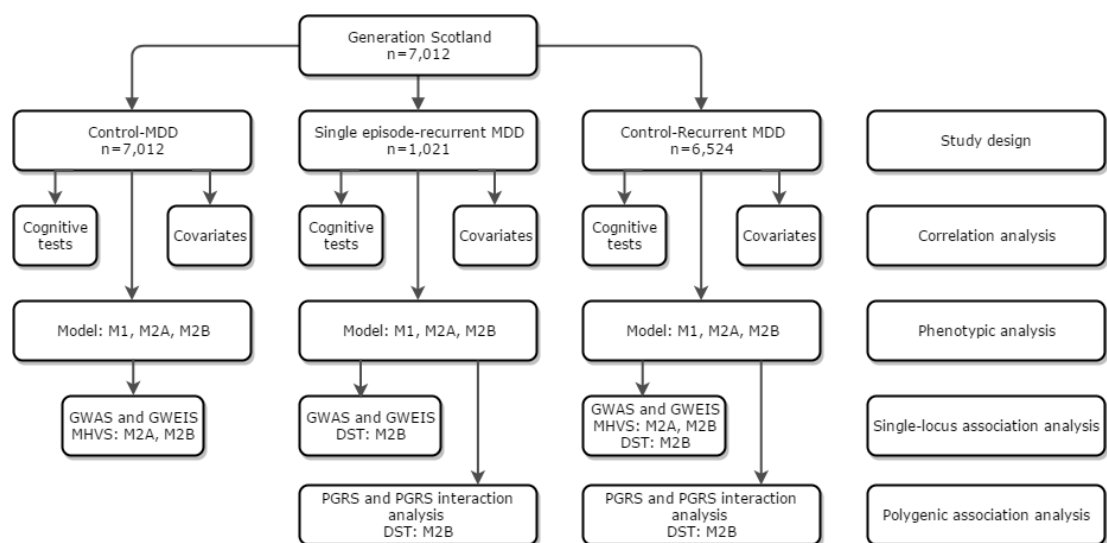 Generation Scotland
n=7,012
Control-MDD
n=7,012
Single episode-recurrent MDD
n=1,021
Control-Recurrent MDD
n=6,524
Study design
Cognitive
tests
Covariates
Cognitive
tests
Covariates
Cognitive
tests
Covariates
Correlation analysis
Model: M1, M2A, M2B
Model: M1, M2A, M2B
Model: M1, M2A, M2B
Phenotypic analysis
GWAS and GWEIS
MHVS: M2A, M2B
GWAS and GWEIS
DST: M2B
GWAS and GWEIS
MHVS: M2A, M2B
DST: M2B
Single-locus association analysis
PGRS and PGRS interaction
analysis
DST: M2B
PGRS and PGRS interaction
analysis
DST: M2B
Polygenic association analysis